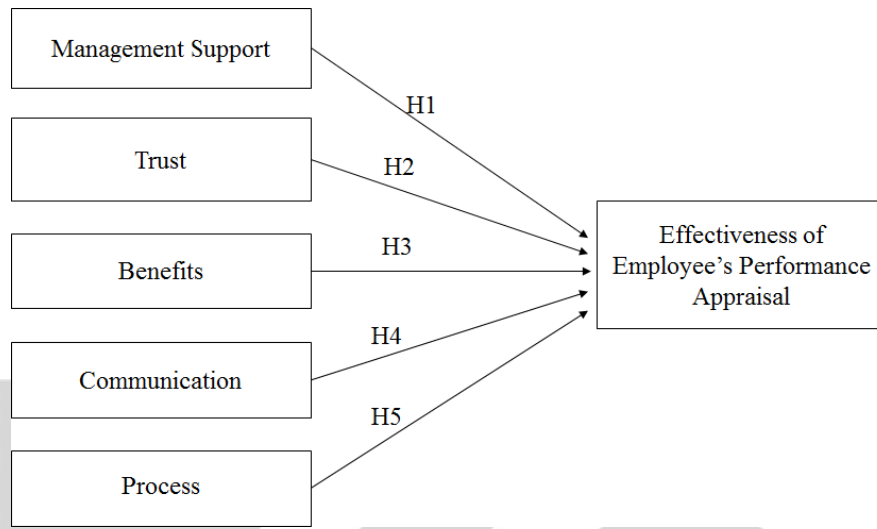 Management Support
H1
Trust
H2
Benefits
H3
Effectiveness of
Employee’s Performance
Appraisal
Communication
H4
Process
H5